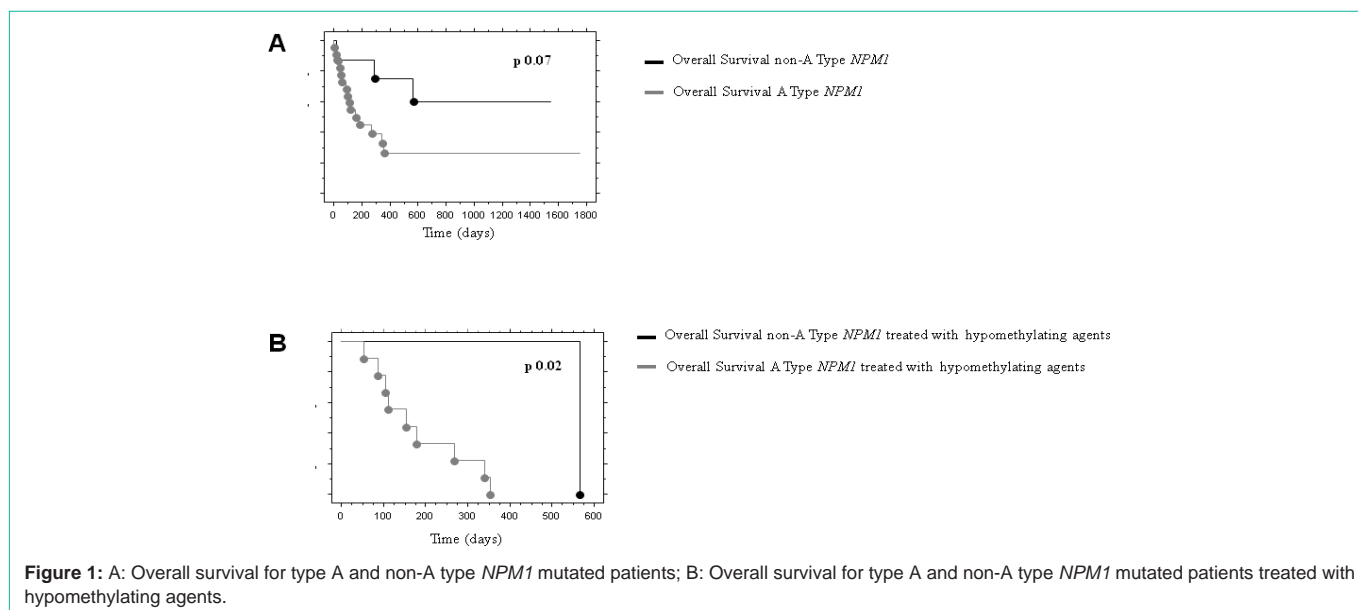 A
p 0.07
Overall Survival non-A Type NPM1
Overall Survival A Type NPM1
0 200 400 600 800 1000 1200 1400 1600 1800
Time (days)
B
p 0.02
Overall Survival non-A Type NPM1 treated with hypomethylating agents
Overall Survival A Type NPM1 treated with hypomethylating agents
0 100 200 300 400 500 600
Time (days)
Figure 1: A: Overall survival for type A and non-A type NPM1 mutated patients; B: Overall survival for type A and non-A type NPM1 mutated patients treated with
hypomethylating agents.